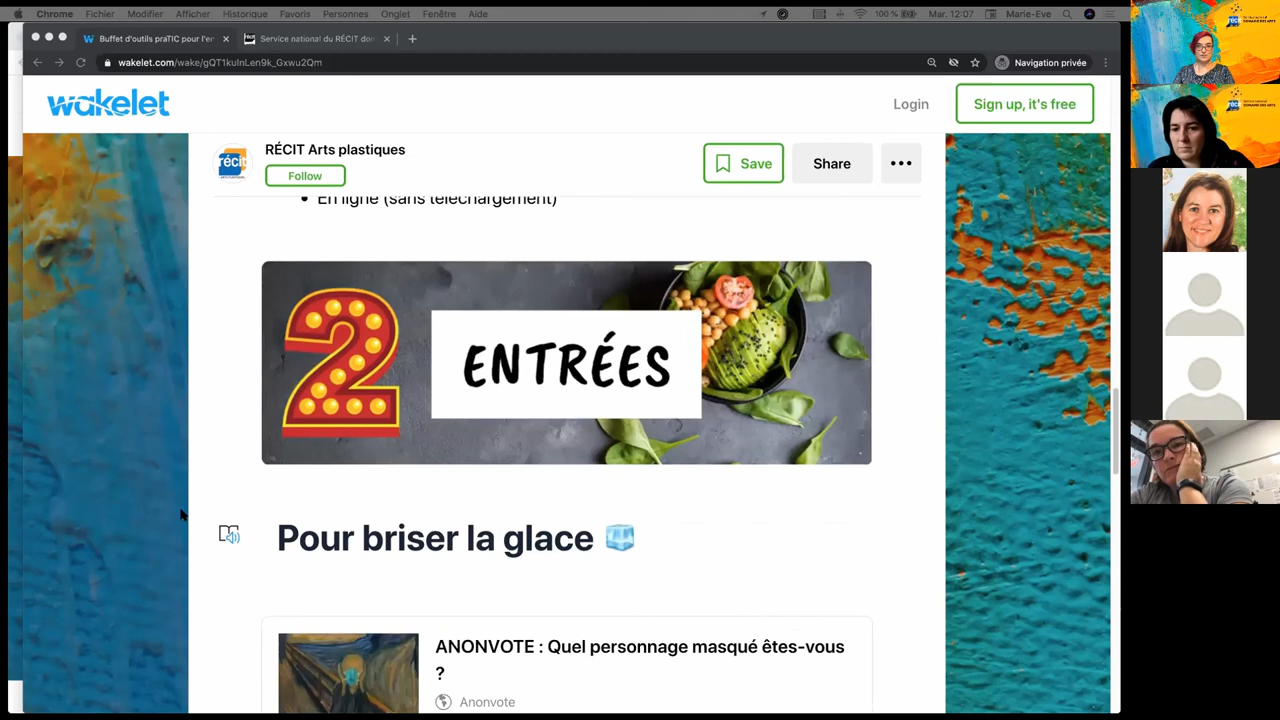 Chrome Fichier Modifier Afficher Historique Favoris Personnes Onglet Fenêtre Aide 100 % Mar. 12:07 Marie-Eve
Buffet d'outils praTIC pour l'en Service national du RÉCIT do
wakelet.com/wake/gQT1kuInLen9k_Gxwu2Qm Navigation privée
wakelet Login Sign up, it's free
récit RÉCIT Arts plastiques
Follow Save Share
En ligne (sans téléchargement)
2 ENTRÉES
Pour briser la glace
ANONVOTE : Quel personnage masqué êtes-vous
?
Anonvote